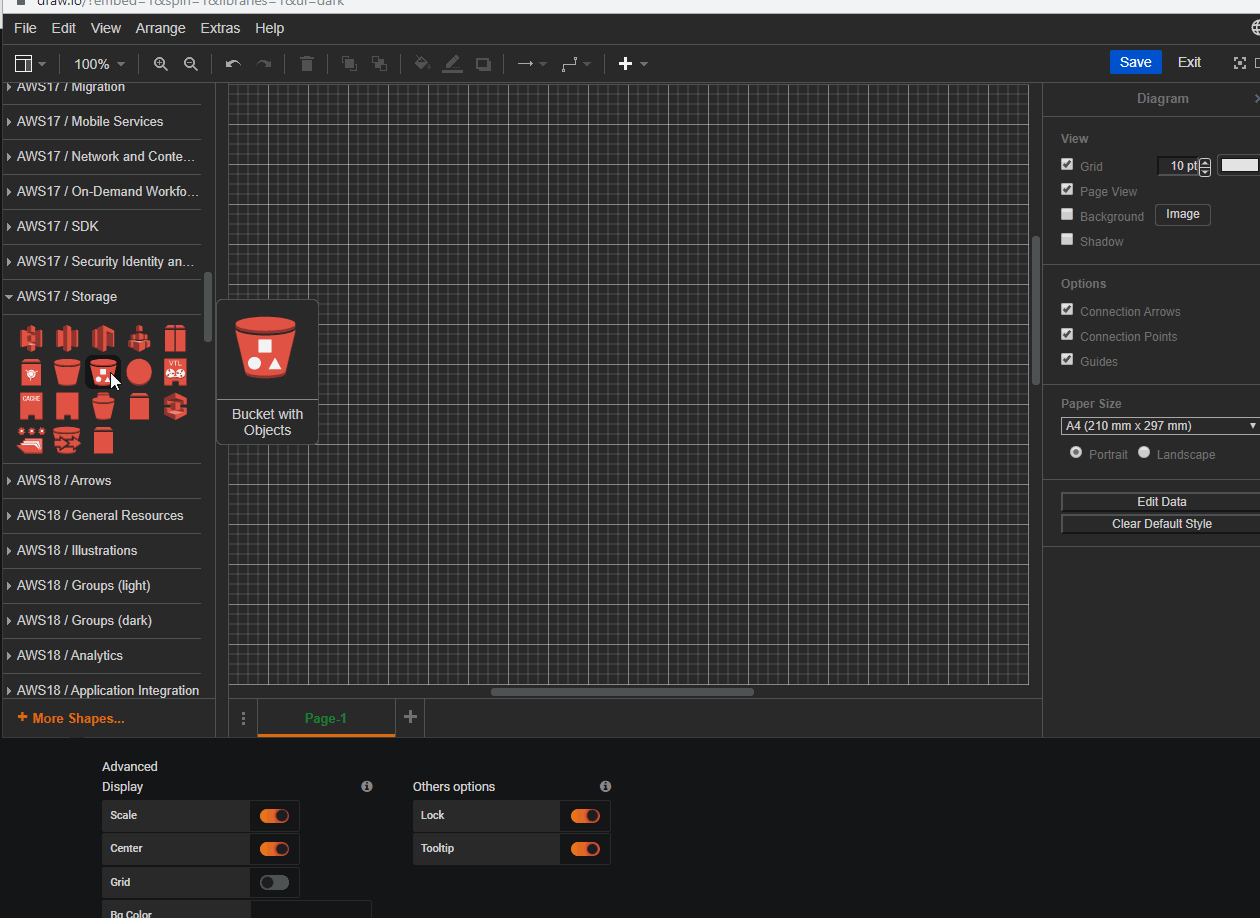 draw.io/?embed=1&spin=1&libraries=1&ui=dark
File Edit View Arrange Extras Help
100%
Save Exit
AWS17 / Migration
AWS17 / Mobile Services
AWS17 / Network and Conte...
AWS17 / On-Demand Workfo...
AWS17 / SDK
AWS17 / Security Identity an...
AWS17 / Storage
VTL
CACHE
Bucket with
Objects
AWS18 / Arrows
AWS18 / General Resources
AWS18 / Illustrations
AWS18 / Groups (light)
AWS18 / Groups (dark)
AWS18 / Analytics
AWS18 / Application Integration
+ More Shapes...
Page-1
Diagram
View
Grid 10 pt
Page View
Background Image
Shadow
Options
Connection Arrows
Connection Points
Guides
Paper Size
A4 (210 mm x 297 mm)
Portrait Landscape
Edit Data
Clear Default Style
Advanced
Display
Scale
Center
Grid
Bg Color
Others options
Lock
Tooltip